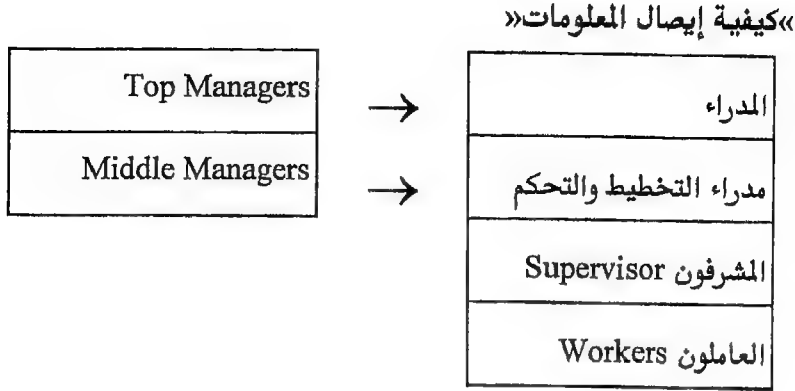 »كيفية إيصال المعلومات«
Top Managers → المدراء
Middle Managers → مدراء التخطيط والتحكم
المشرفون Supervisor
العاملون Workers